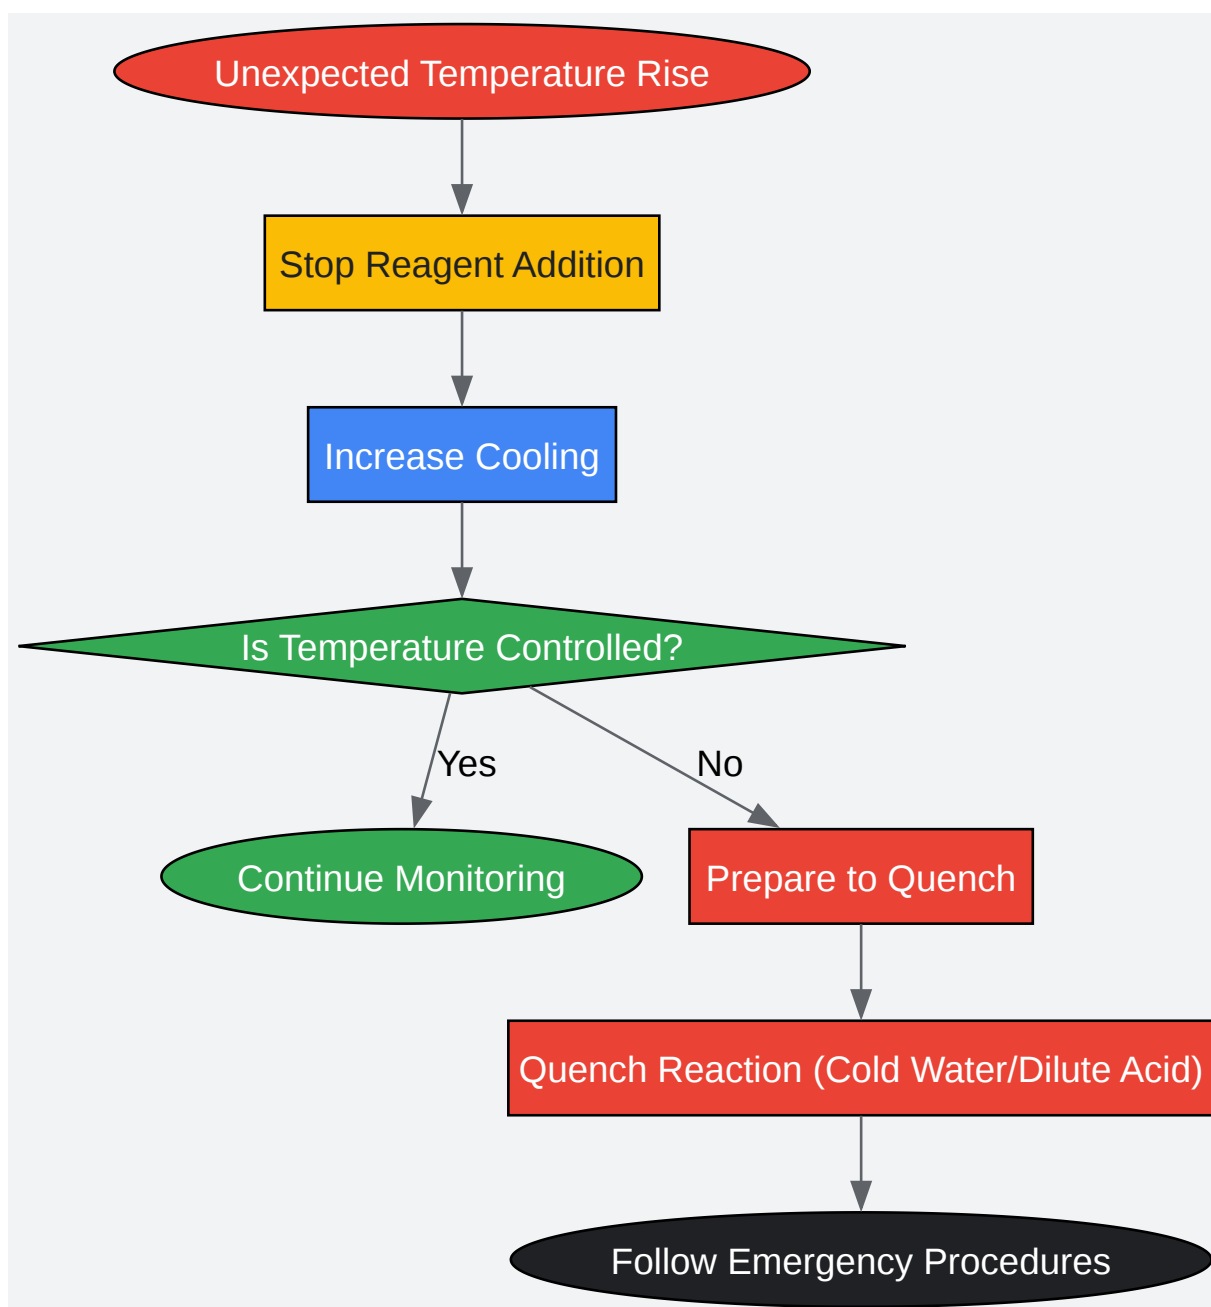 Unexpected Temperature Rise
Stop Reagent Addition
Increase Cooling
Is Temperature Controlled?
Yes
No
Continue Monitoring
Prepare to Quench
Quench Reaction (Cold Water/Dilute Acid)
Follow Emergency Procedures